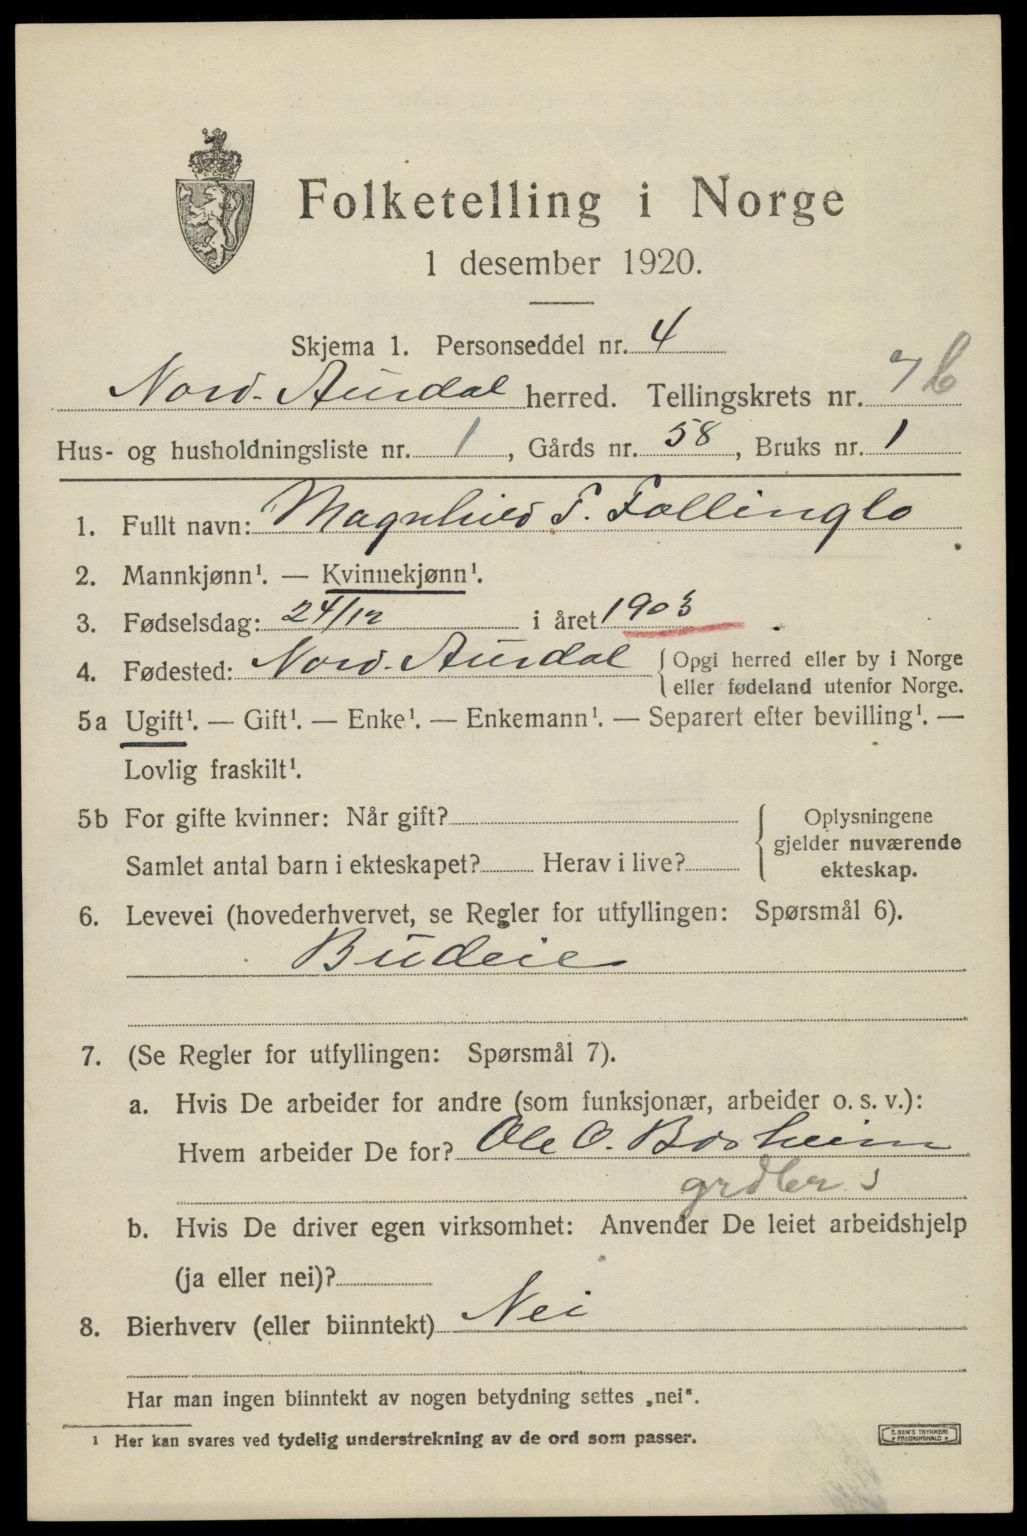 Folketelling i Norge
1 desember 1920.
Skjema 1. Personseddel nr. 4
Nord-Aurdal herred. Tellingskrets nr. 7 b
Hus- og husholdningsliste nr. 1, Gårds nr. 58, Bruks nr. 1
1. Fullt navn: Magnhild T. Follinglo
2. Mannkjønn¹. — Kvinnekjønn¹.
3. Fødselsdag: 24/12 i året 1903
4. Fødested: Nord-Aurdal { Opgi herred eller by i Norge
eller fødeland utenfor Norge.
5a Ugift¹. — Gift¹. — Enke¹. — Enkemann¹. — Separert efter bevilling¹. —
Lovlig fraskilt¹.
5b For gifte kvinner: Når gift?
Samlet antal barn i ekteskapet? Herav i live?
Oplysningene
gjelder nuværende
ekteskap.
6. Levevei (hovederhvervet, se Regler for utfyllingen: Spørsmål 6).
Budeie
7. (Se Regler for utfyllingen: Spørsmål 7).
a. Hvis De arbeider for andre (som funksjonær, arbeider o. s. v.):
Hvem arbeider De for? Ole O. Boxheim
grdbr s
b. Hvis De driver egen virksomhet: Anvender De leiet arbeidshjelp
(ja eller nei)?
8. Bierhverv (eller biinntekt) Nei
Har man ingen biinntekt av nogen betydning settes „nei“.
¹ Her kan svares ved tydelig understrekning av de ord som passer.